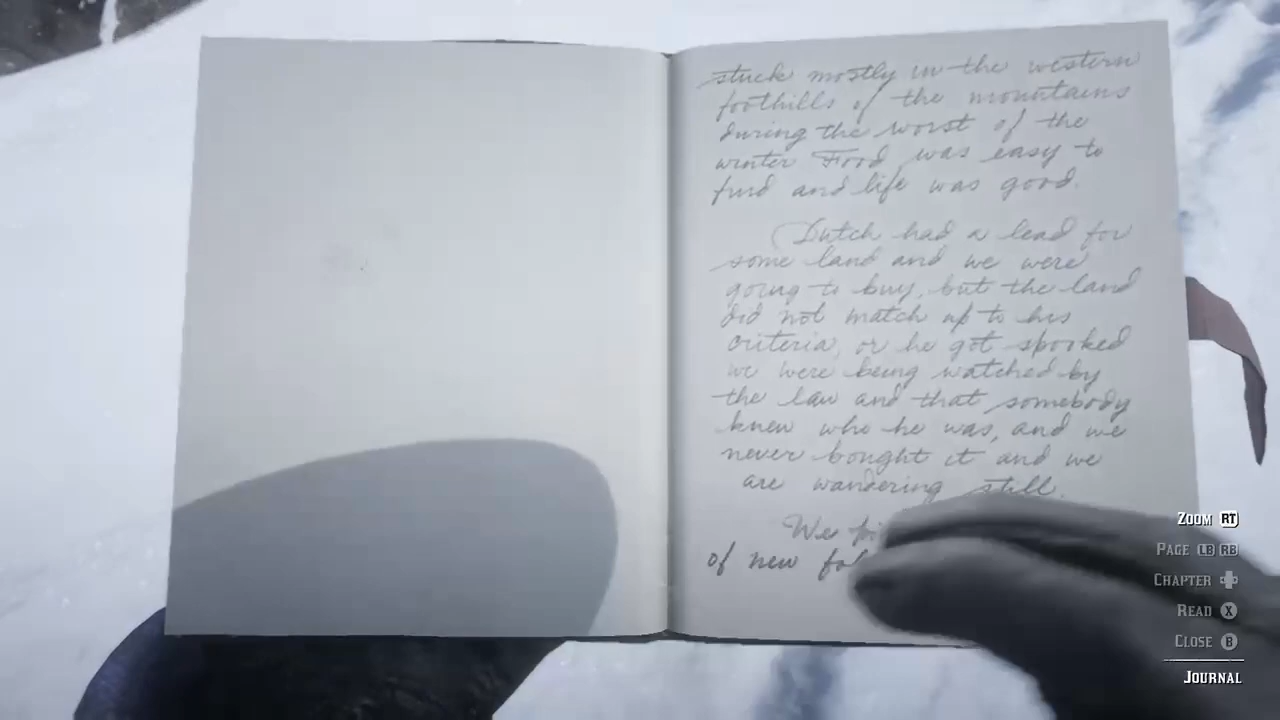 stuck mostly in the western
foothills of the mountains
during the worst of the
winter Food was easy to
find and life was good.
Dutch had a lead for
some land and we were
going to buy, but the land
did not match up to his
criteria, or he got spooked
we were being watched by
the law and that somebody
knew who he was, and we
never bought it and we
are wandering still.
We
of new
ZOOM RT
PAGE LB RB
CHAPTER
READ X
CLOSE B
JOURNAL